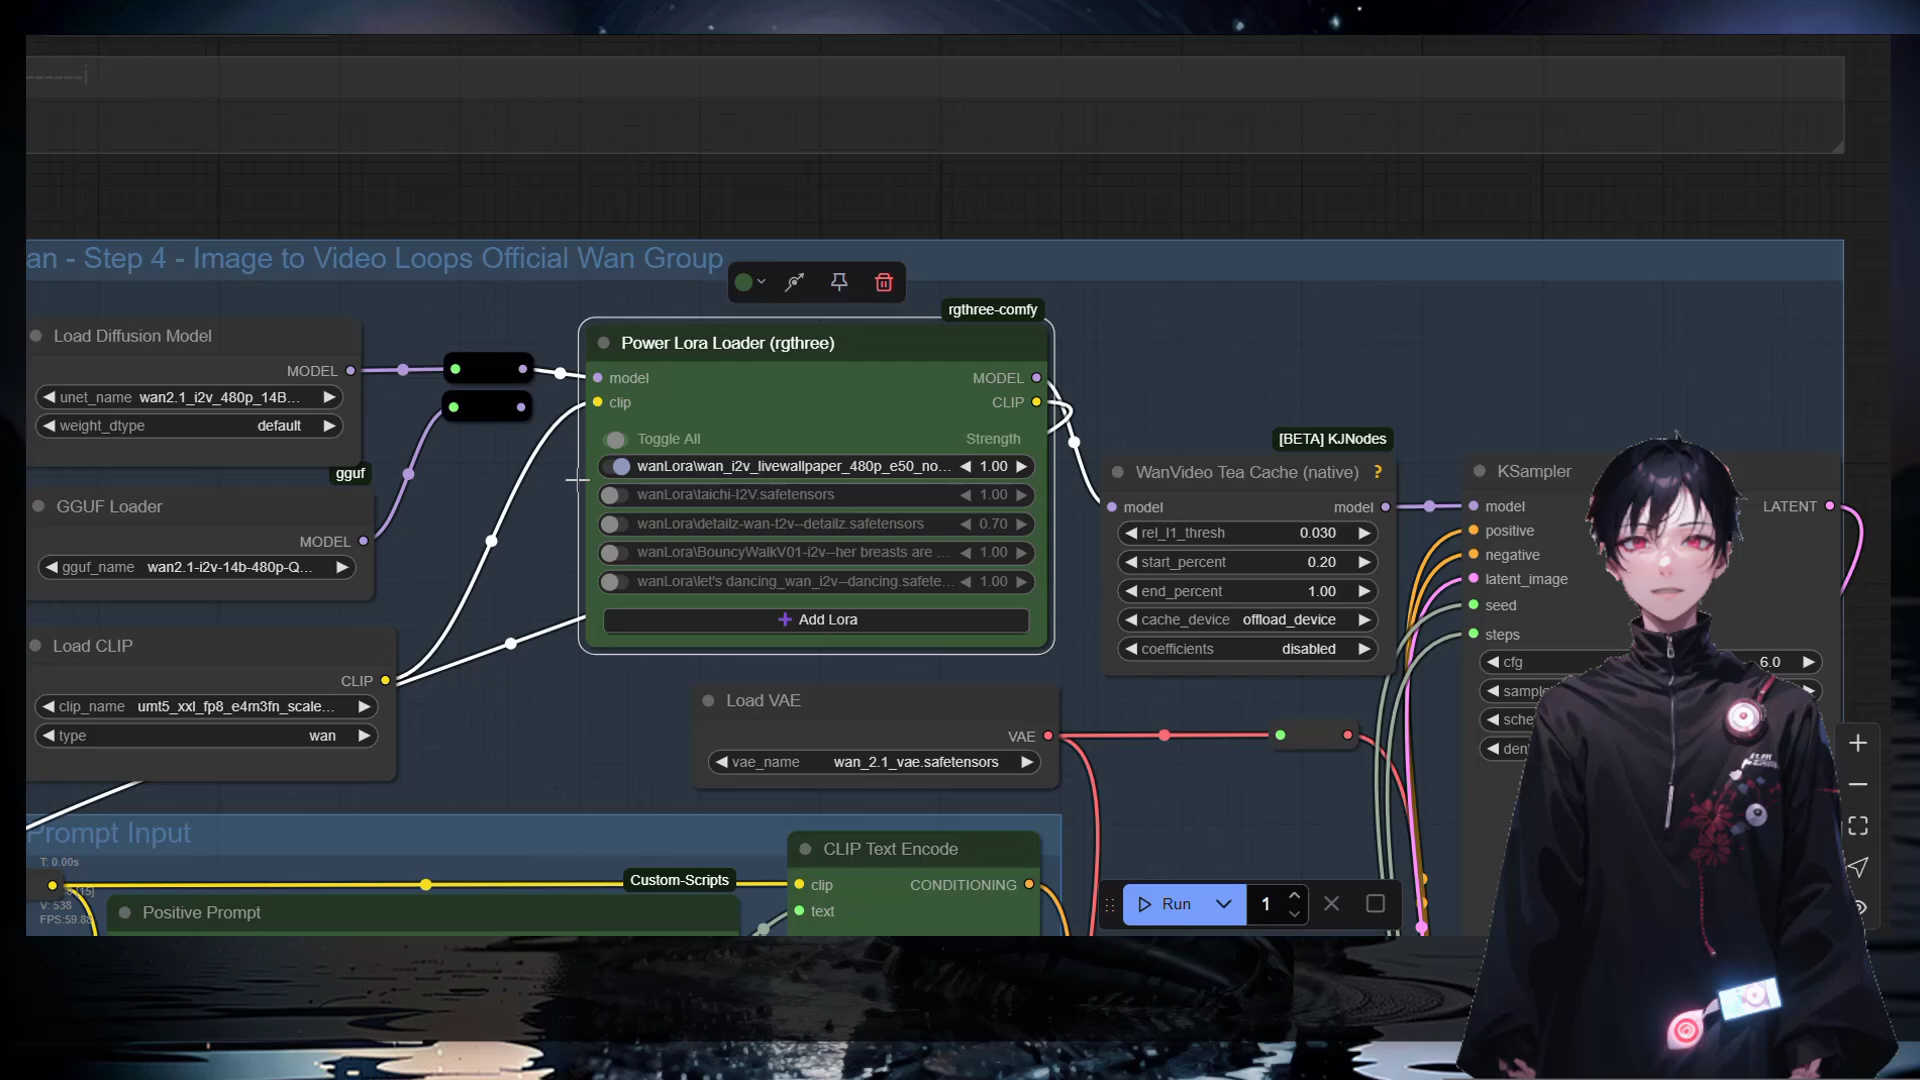 an - Step 4 - Image to Video Loops Official Wan Group
rgthree-comfy
Load Diffusion Model
MODEL
unet_name wan2.1_i2v_480p_14B...
weight_dtype default
gguf
GGUF Loader
MODEL
gguf_name wan2.1-i2v-14b-480p-Q...
Load CLIP
CLIP
clip_name umt5_xxl_fp8_e4m3fn_scale...
type wan
Power Lora Loader (rgthree)
model MODEL
clip CLIP
Toggle All Strength
wanLora\wan_i2v_livewallpaper_480p_e50_no... 1.00
wanLora\taichi-I2V.safetensors 1.00
wanLora\detailz-wan-t2v--detailz.safetensors 0.70
wanLora\BouncyWalkV01-i2v--her breasts are ... 1.00
wanLora\let's dancing_wan_i2v--dancing.safete... 1.00
Add Lora
Load VAE
VAE
vae_name wan_2.1_vae.safetensors
[BETA] KJNodes
WanVideo Tea Cache (native) ?
model model
rel_l1_thresh 0.030
start_percent 0.20
end_percent 1.00
cache_device offload_device
coefficients disabled
KSampler
model LATENT
positive
negative
latent_image
seed
steps
cfg 6.0
Prompt Input
T: 0.00s
V: 538
FPS:59.88
Custom-Scripts
Positive Prompt
CLIP Text Encode
clip CONDITIONING
text
Run 1